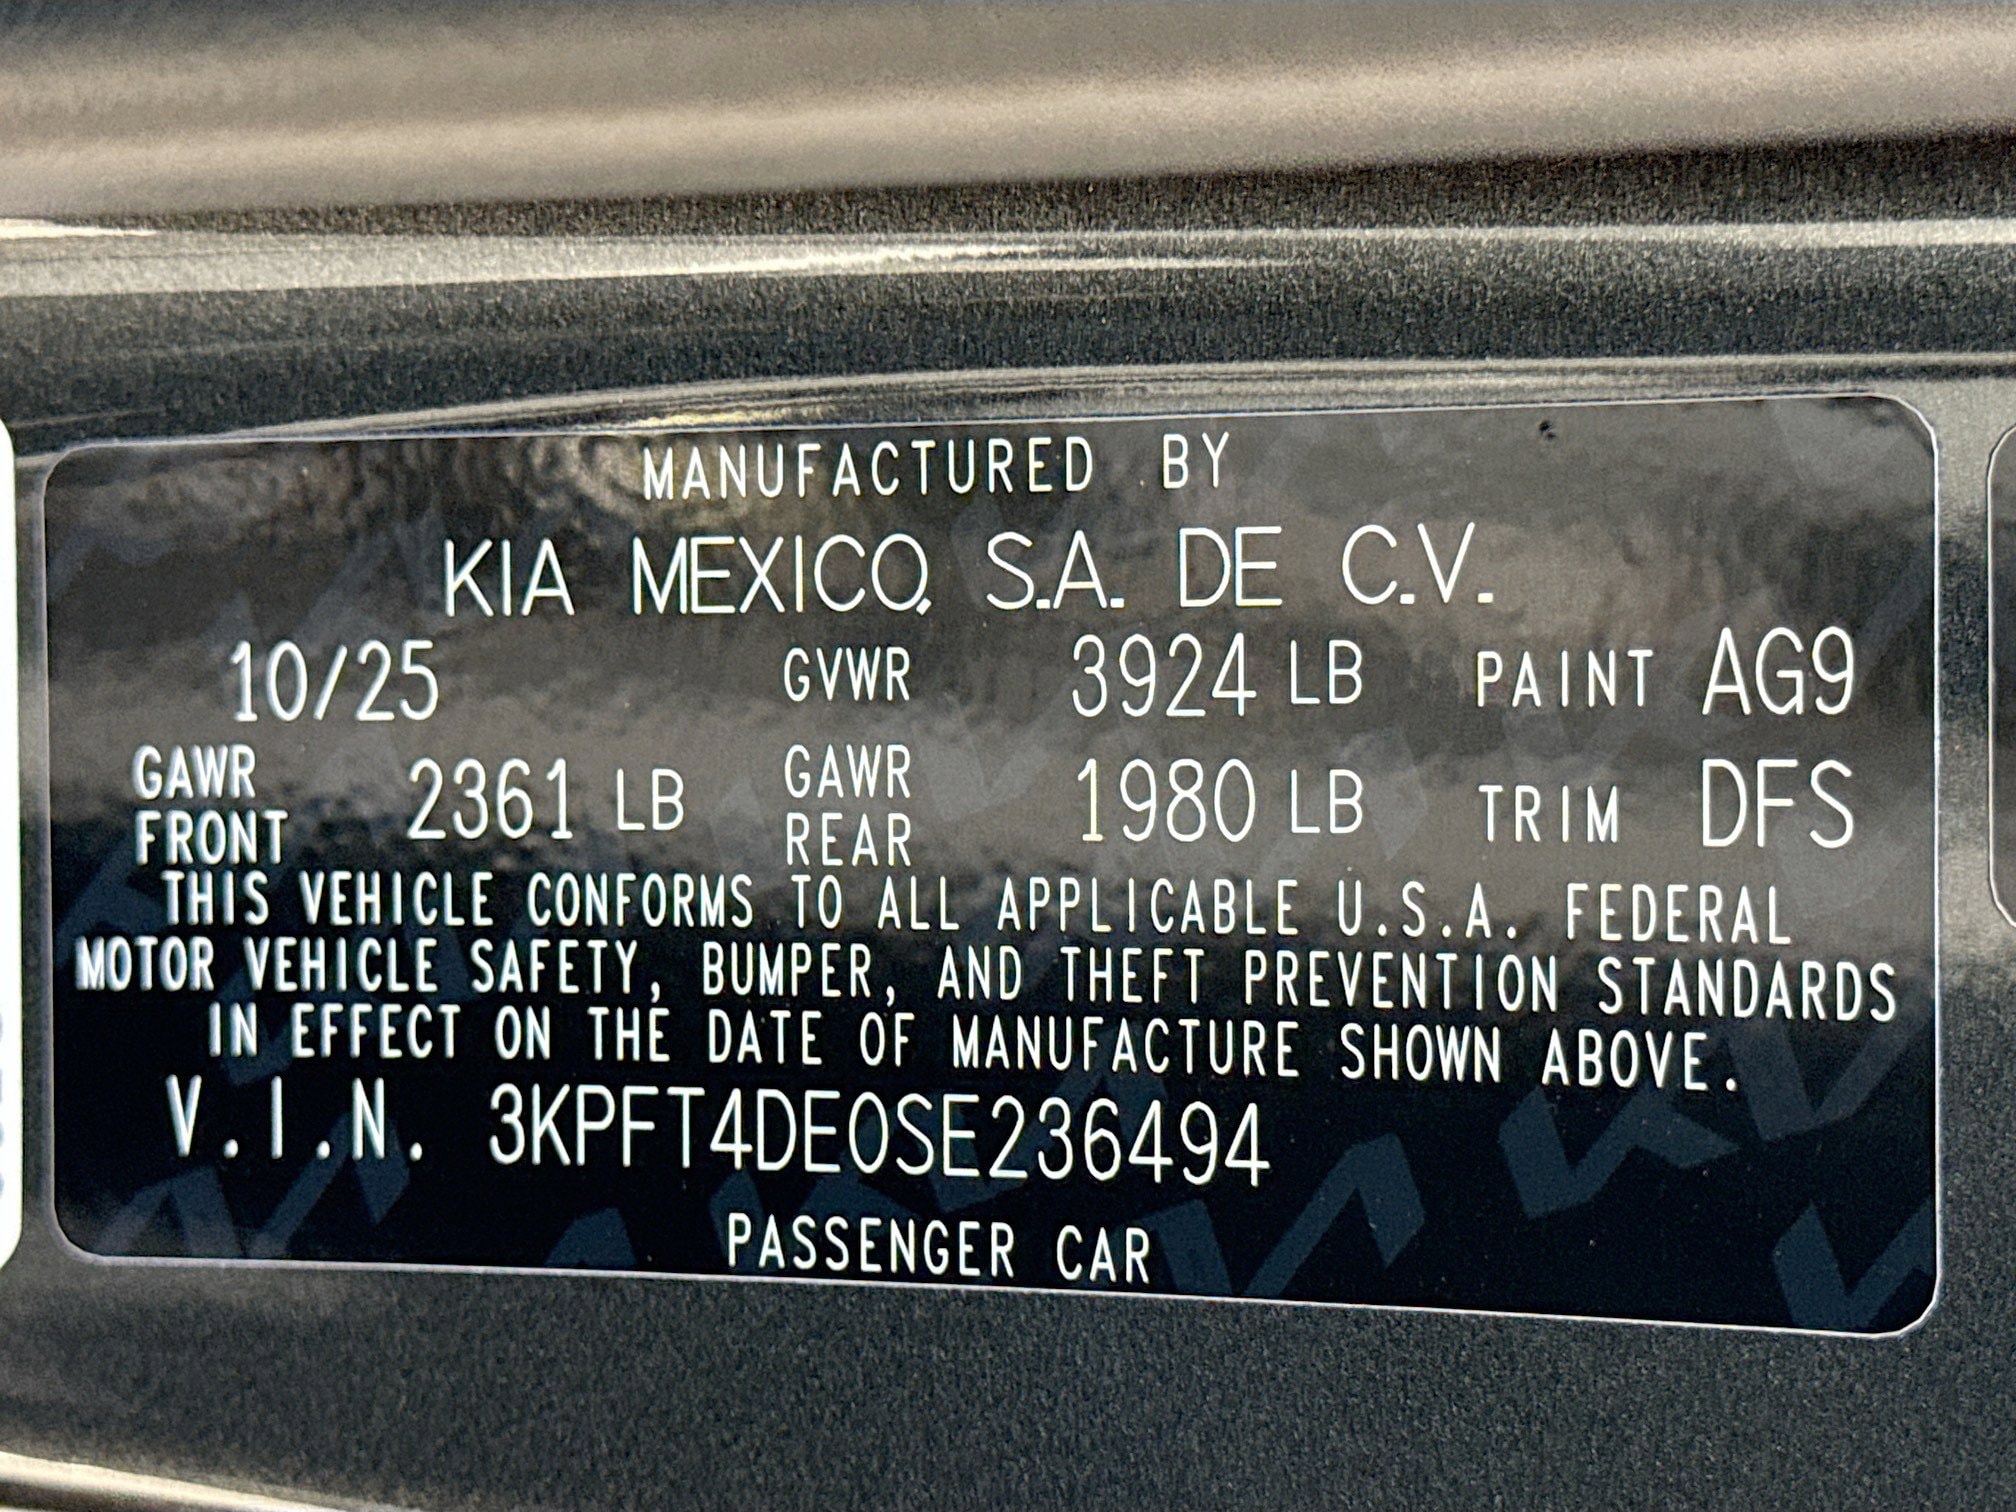 MANUFACTURED BY
KIA MEXICO, S.A. DE C.V.
10/25 GVWR 3924 LB PAINT AG9
GAWR FRONT 2361 LB GAWR REAR 1980 LB TRIM DFS
THIS VEHICLE CONFORMS TO ALL APPLICABLE U.S.A. FEDERAL
MOTOR VEHICLE SAFETY, BUMPER, AND THEFT PREVENTION STANDARDS
IN EFFECT ON THE DATE OF MANUFACTURE SHOWN ABOVE.
V.I.N. 3KPFT4DE0SE236494
PASSENGER CAR